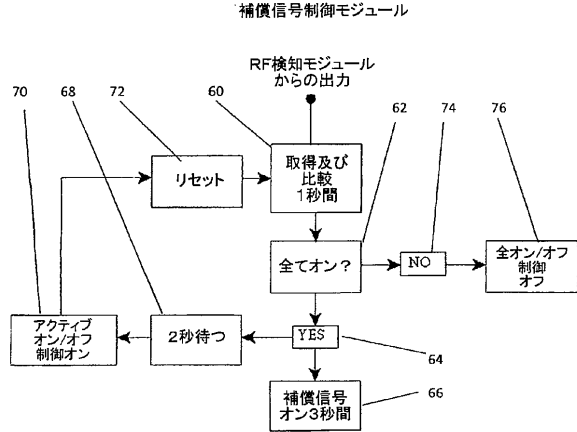 補償信号制御モジュール
RF検知モジュール
からの出力
70
68
72
60
62
74
76
リセット
取得及び
比較
1秒間
全てオン？
NO
全オン/オフ
制御
オフ
アクティブ
オン/オフ
制御オン
2秒待つ
YES
64
補償信号
オン3秒間
66